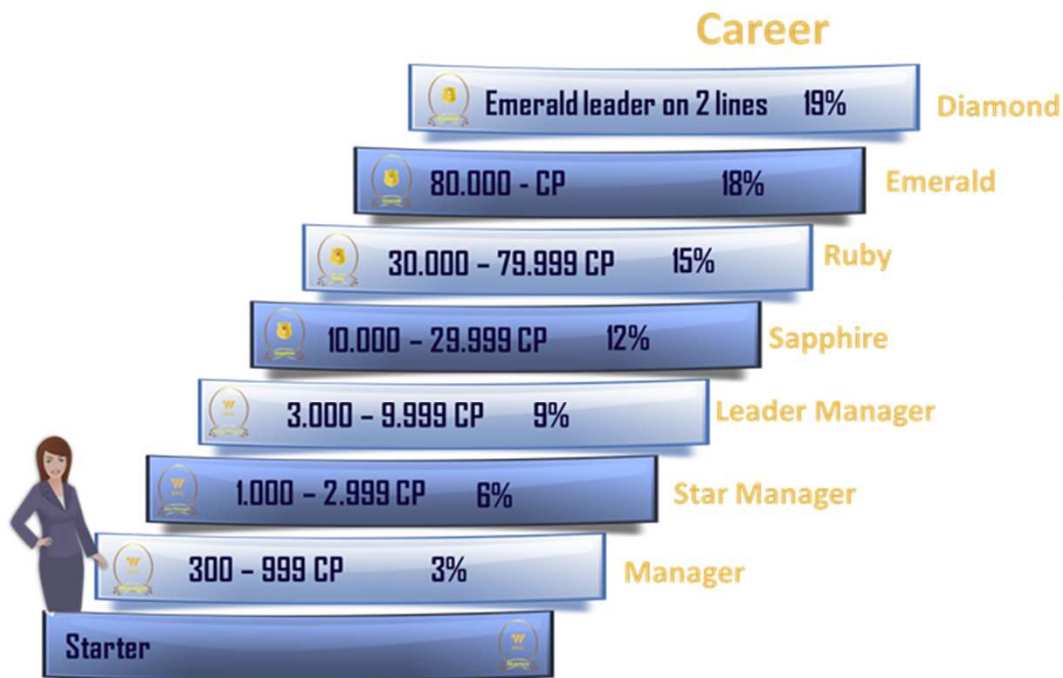 Career
Emerald leader on 2 lines 19% Diamond
80.000 - CP 18% Emerald
30.000 – 79.999 CP 15% Ruby
10.000 – 29.999 CP 12% Sapphire
3.000 – 9.999 CP 9% Leader Manager
1.000 – 2.999 CP 6% Star Manager
300 – 999 CP 3% Manager
Starter